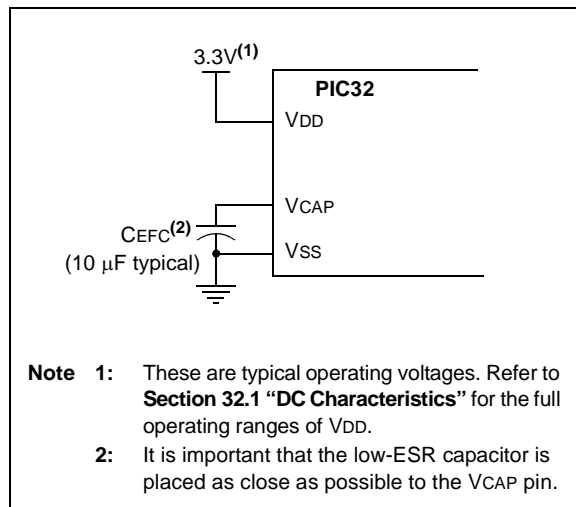 3.3V(1)
PIC32
VDD
VCAP
CEFC(2)
(10 μF typical)
VSS
Note 1: These are typical operating voltages. Refer to
Section 32.1 “DC Characteristics” for the full
operating ranges of VDD.
2: It is important that the low-ESR capacitor is
placed as close as possible to the VCAP pin.